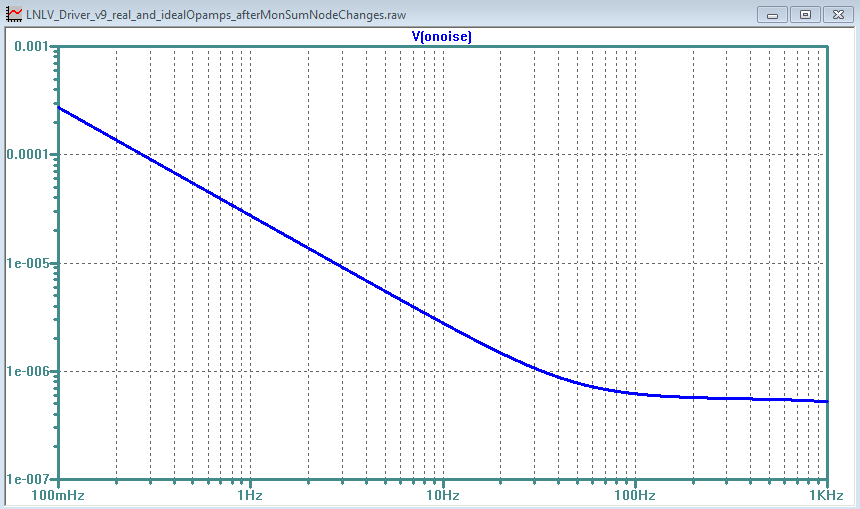 LNLV_Driver_v9_real_and_idealOpamps_afterMonSumNodeChanges.raw
V(onoise)
0.001
0.0001
1e-005
1e-006
1e-007
100mHz 1Hz 10Hz 100Hz 1KHz